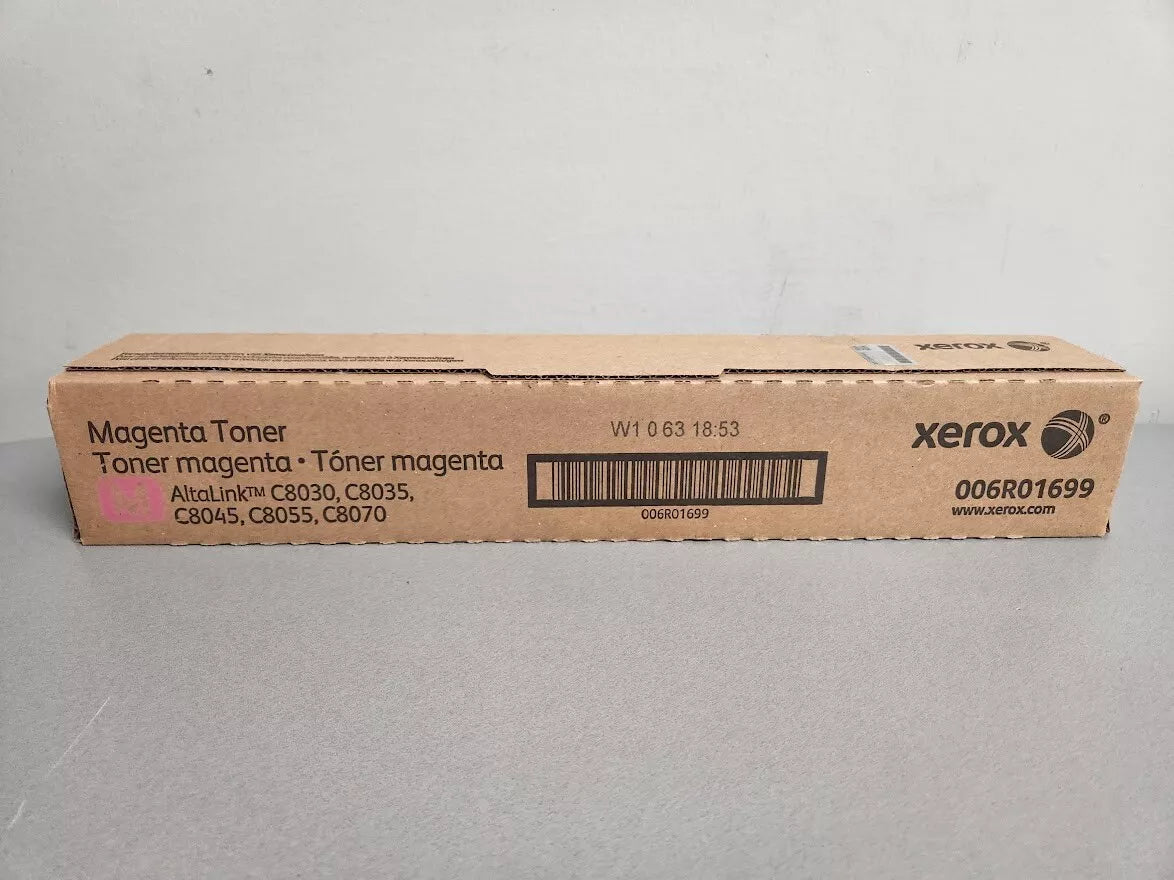 xerox
Magenta Toner
Toner magenta • Tóner magenta
M
AltaLink™ C8030, C8035,
C8045, C8055, C8070
W1 0 63 18:53
006R01699
xerox ®
006R01699
www.xerox.com